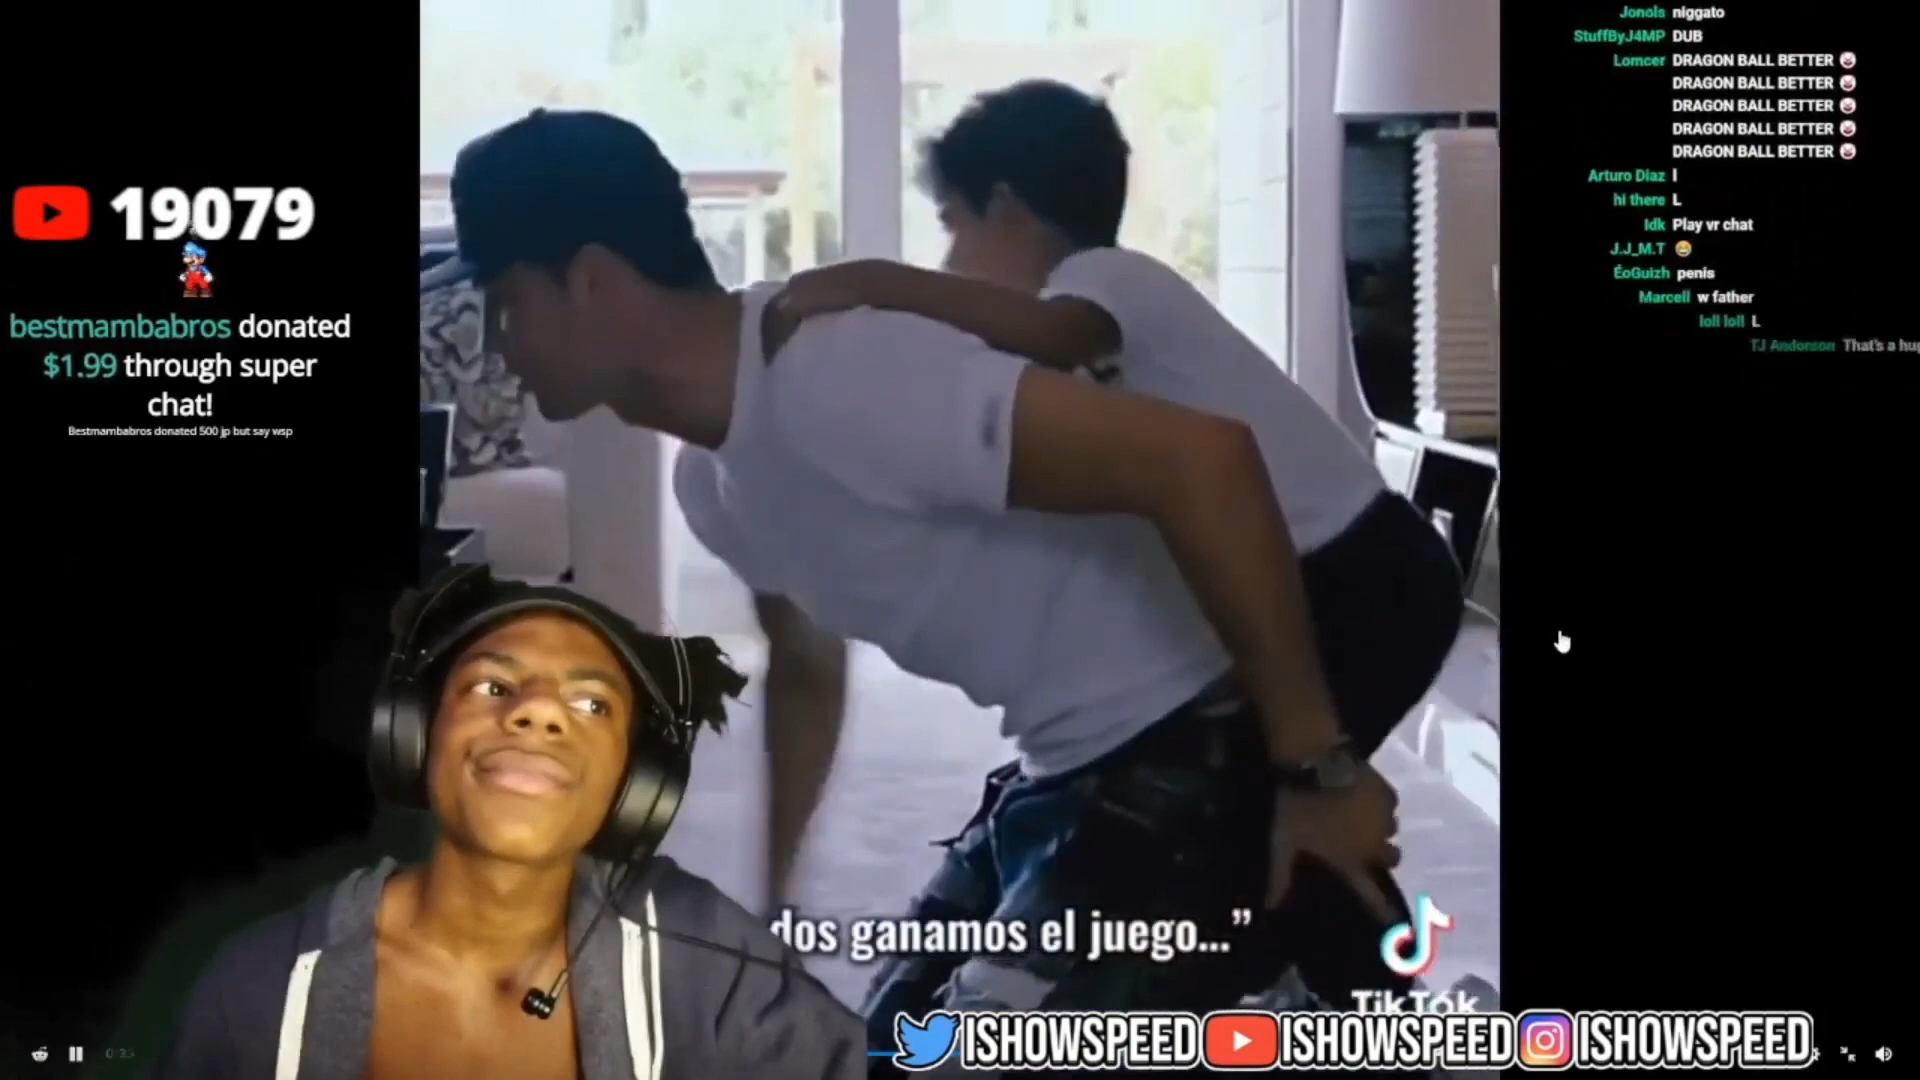 19079
bestmambabros donated
$1.99 through super
chat!
Bestmambabros donated 500 jp but say wsp
Jonols niggato
StuffByJ4MP DUB
Lomcer DRAGON BALL BETTER
DRAGON BALL BETTER
DRAGON BALL BETTER
DRAGON BALL BETTER
DRAGON BALL BETTER
Arturo Diaz l
hi there L
Idk Play vr chat
J.J_M.T
ÉoGuizh penis
Marcell w father
loll loll L
TJ Anderson That's a hug
dos ganamos el juego...”
TikTok
ISHOWSPEED ISHOWSPEED ISHOWSPEED
0:33